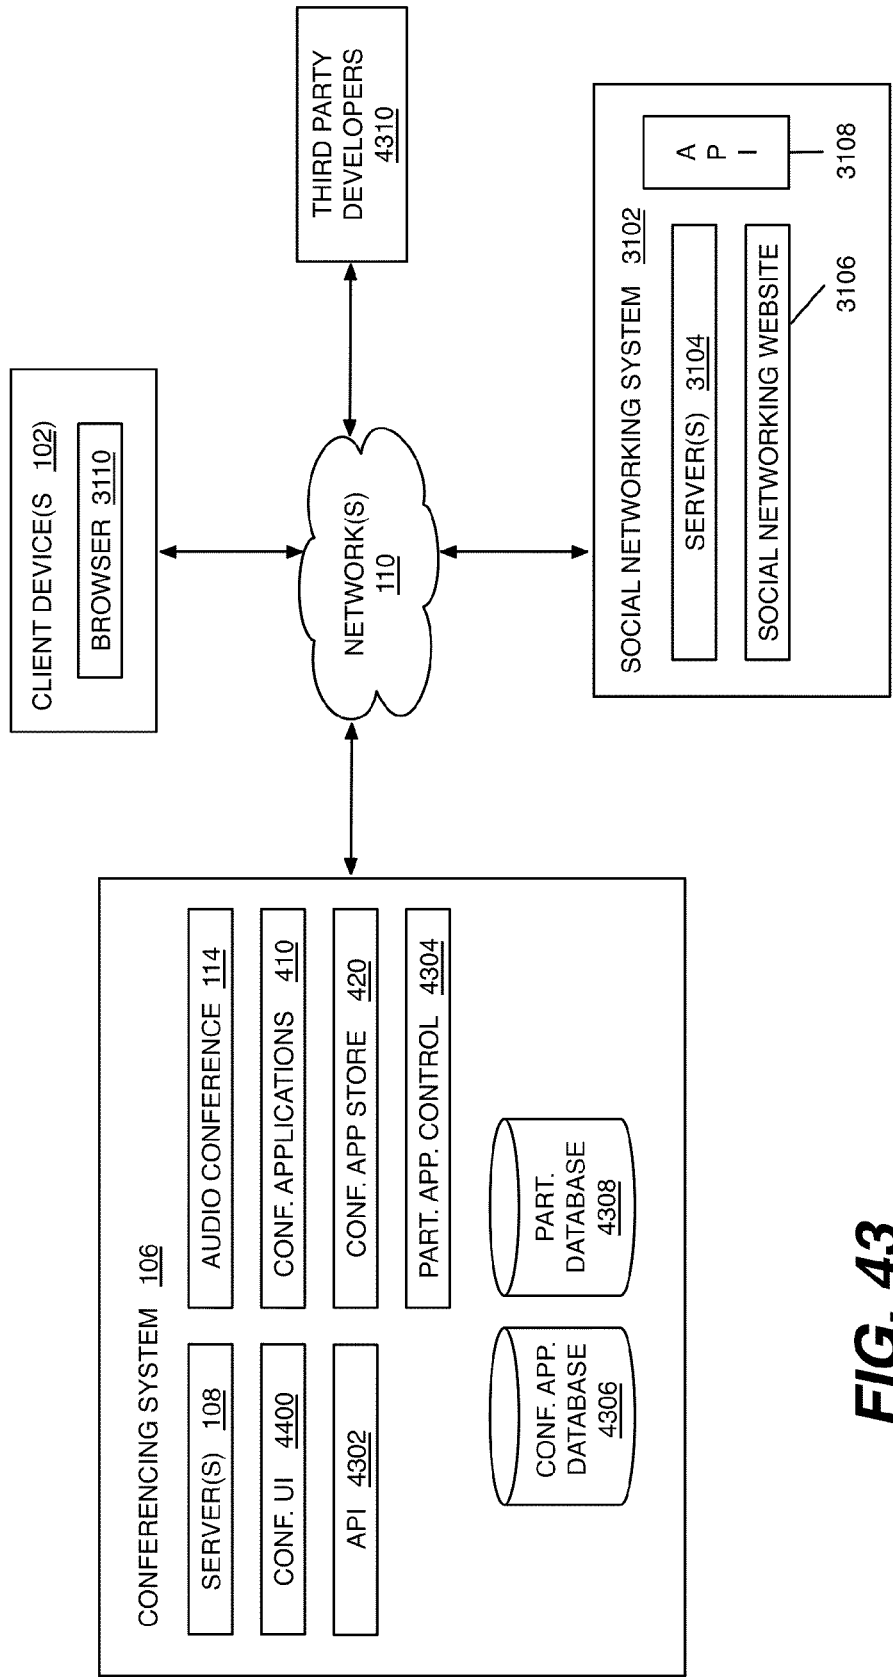 CLIENT DEVICE(S 102)
BROWSER 3110
CONFERENCING SYSTEM 106
SERVER(S) 108
AUDIO CONFERENCE 114
CONF. UI 4400
CONF. APPLICATIONS 410
API 4302
CONF. APP STORE 420
PART. APP. CONTROL 4304
CONF. APP.
DATABASE
4306
PART.
DATABASE
4308
NETWORK(S)
110
THIRD PARTY
DEVELOPERS
4310
SOCIAL NETWORKING SYSTEM 3102
SERVER(S) 3104
SOCIAL NETWORKING WEBSITE
A
P
I
3106
3108
FIG. 43